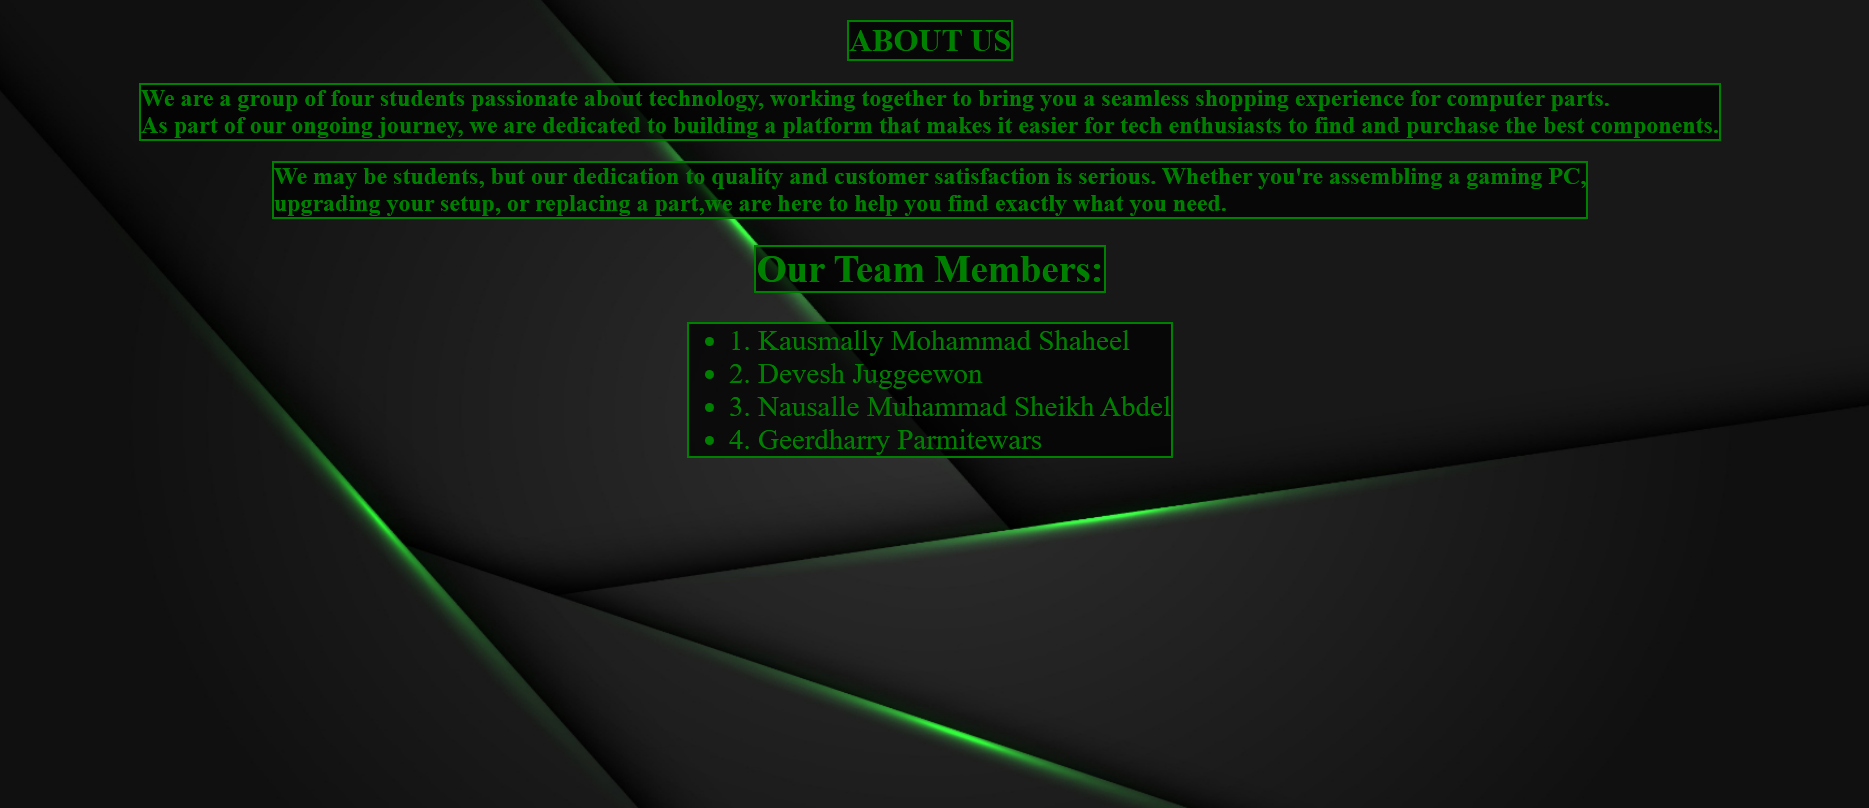 ABOUT US
We are a group of four students passionate about technology, working together to bring you a seamless shopping experience for computer parts.
As part of our ongoing journey, we are dedicated to building a platform that makes it easier for tech enthusiasts to find and purchase the best components.
We may be students, but our dedication to quality and customer satisfaction is serious. Whether you're assembling a gaming PC,
upgrading your setup, or replacing a part,we are here to help you find exactly what you need.
Our Team Members:
• 1. Kausmally Mohammad Shaheel
• 2. Devesh Juggeewon
• 3. Nausalle Muhammad Sheikh Abdel
• 4. Geerdharry Parmitewars